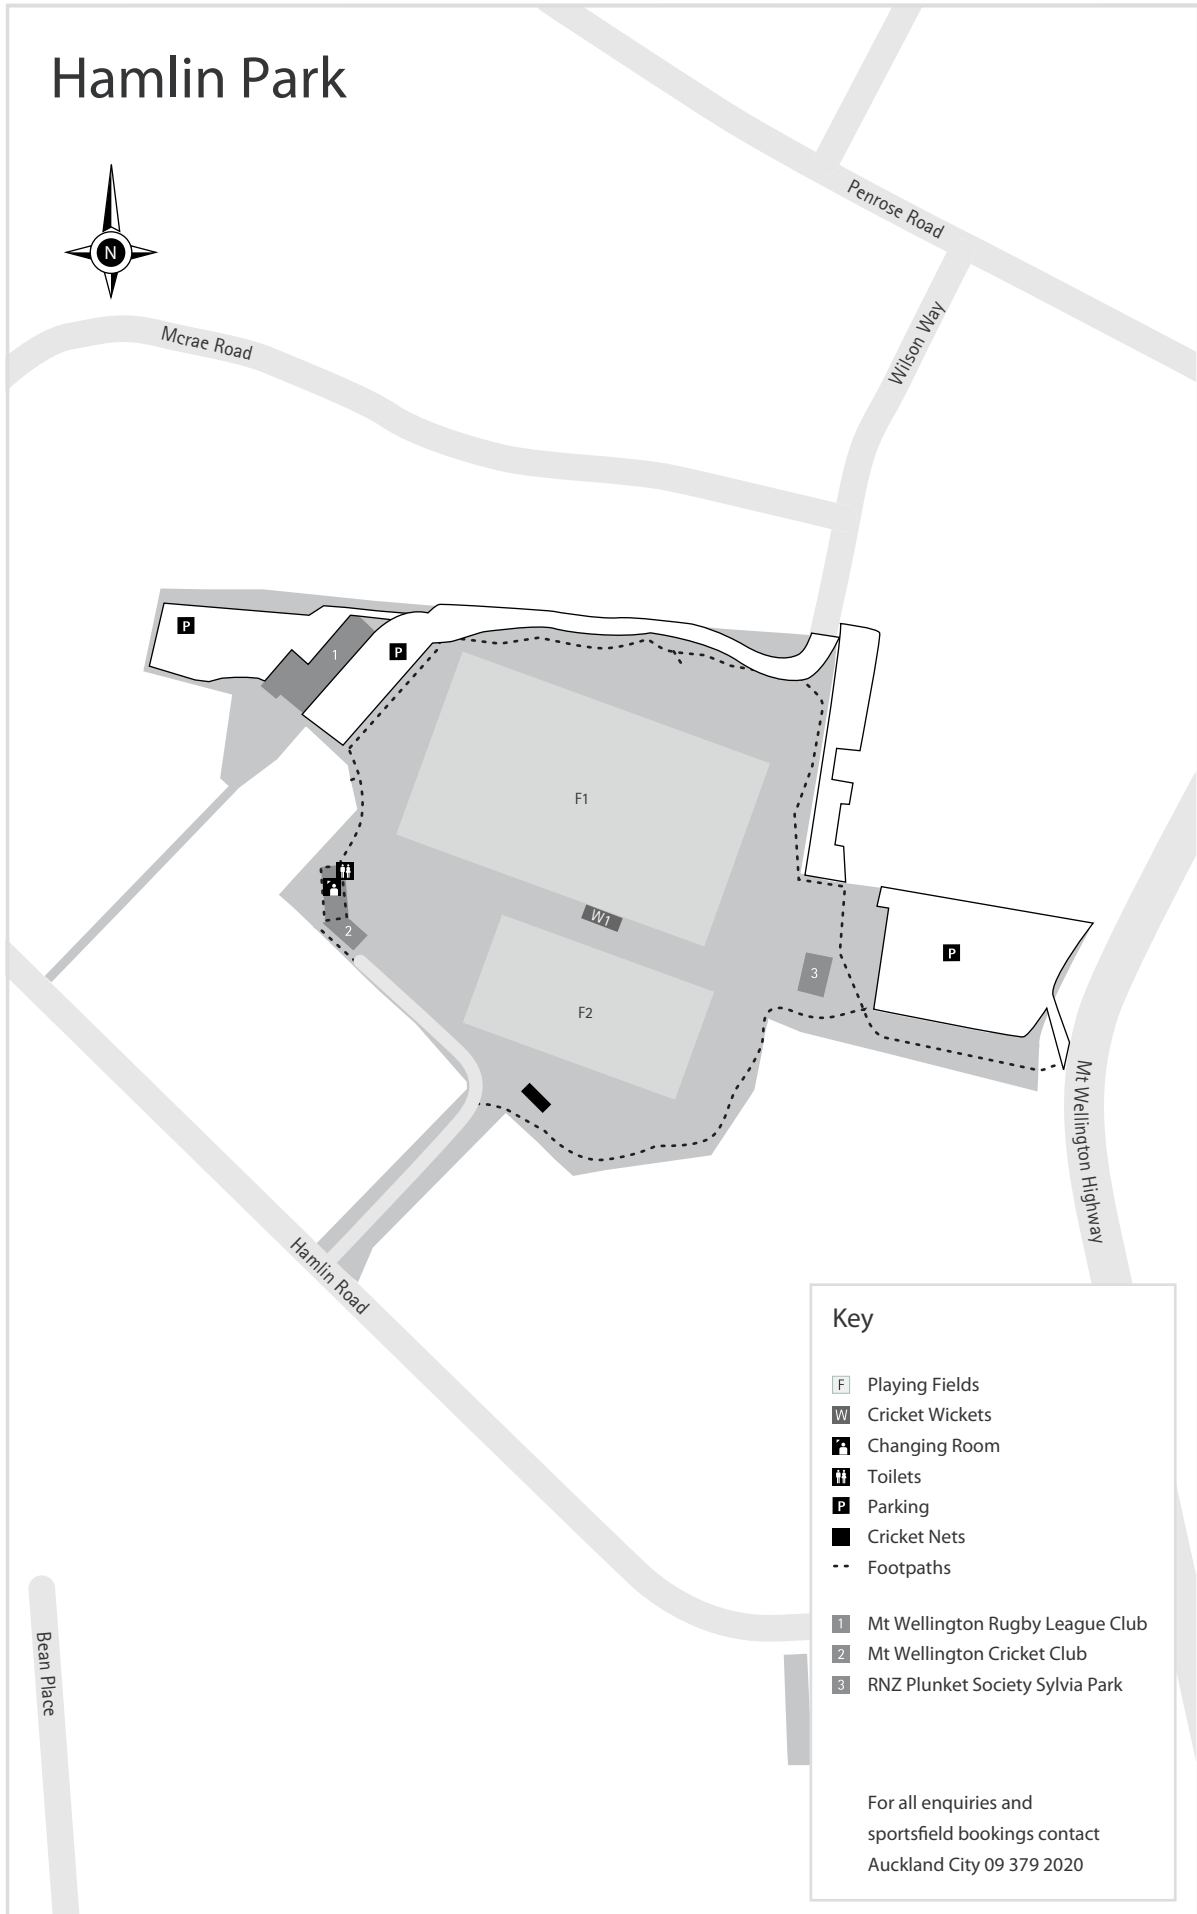 Hamlin Park
Penrose Road
N
Wilson Way
Mcrae Road
P
1
P
F1
W1
2
3
P
F2
Mt Wellington Highway
Hamlin Road
Bean Place
Key
F Playing Fields
W Cricket Wickets
Changing Room
Toilets
P Parking
Cricket Nets
Footpaths
1 Mt Wellington Rugby League Club
2 Mt Wellington Cricket Club
3 RNZ Plunket Society Sylvia Park
For all enquiries and
sportsfield bookings contact
Auckland City 09 379 2020